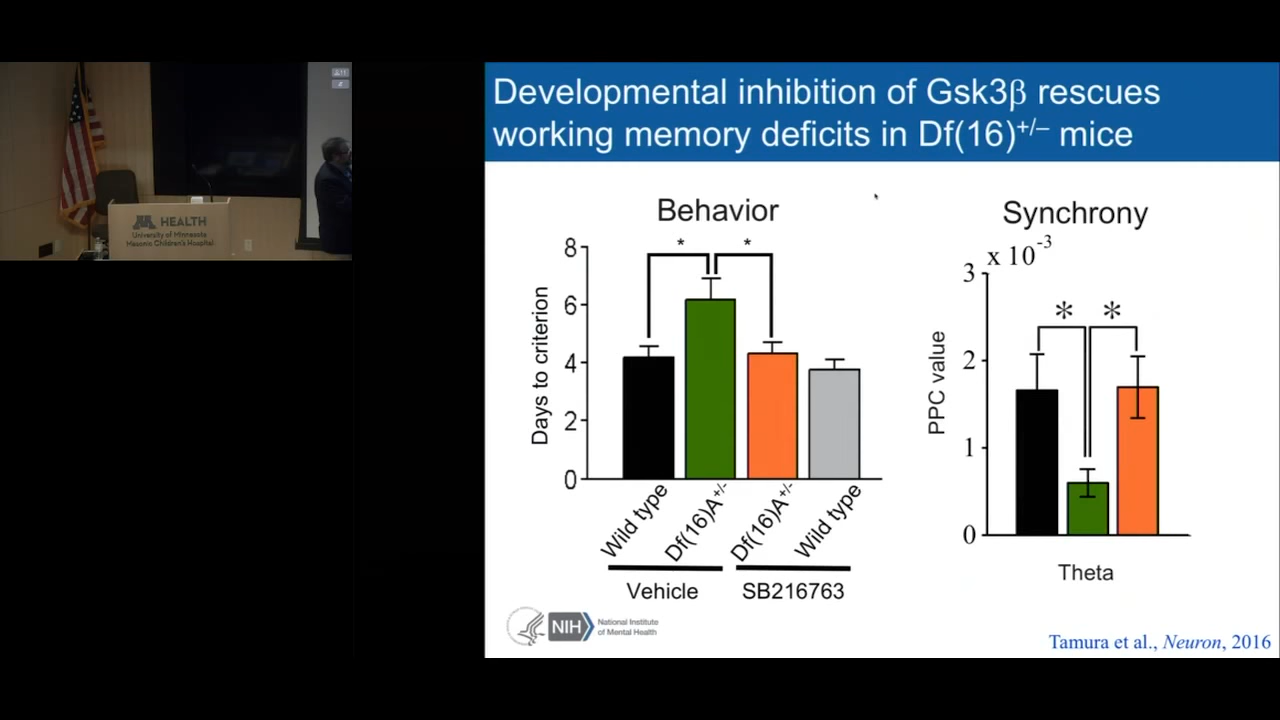 HEALTH
University of Minnesota
Masonic Children's Hospital
Developmental inhibition of Gsk3β rescues
working memory deficits in Df(16)+/– mice
Behavior
Days to criterion
8
6
4
2
0
*
*
Wild type
Df(16)A+/-
Df(16)A+/-
Wild type
Vehicle
SB216763
Synchrony
x 10-3
PPC value
3
2
1
0
*
*
Theta
NIH
National Institute
of Mental Health
Tamura et al., Neuron, 2016